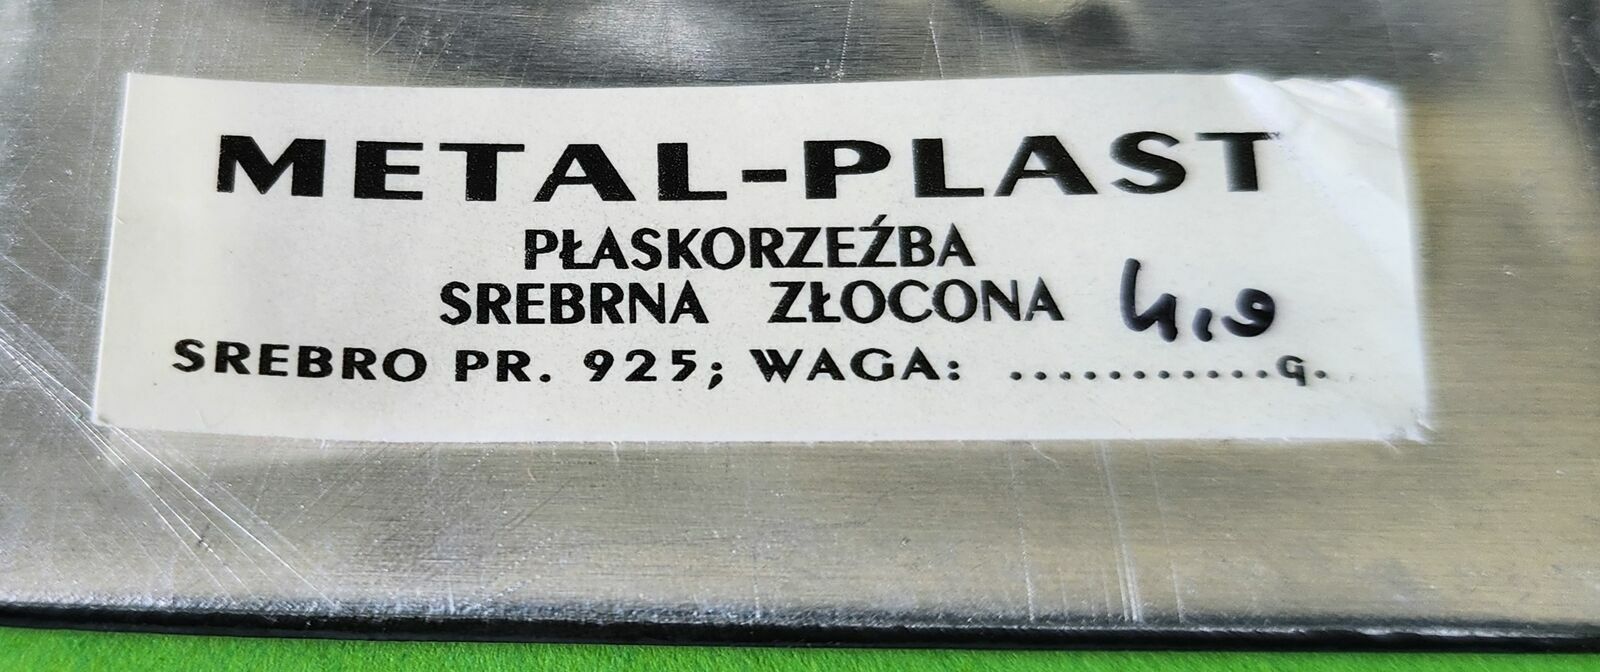 METAL-PLAST
PŁASKORZEŹBA
SREBRNA ZŁOCONA 4,9
SREBRO PR. 925; WAGA: ............G.